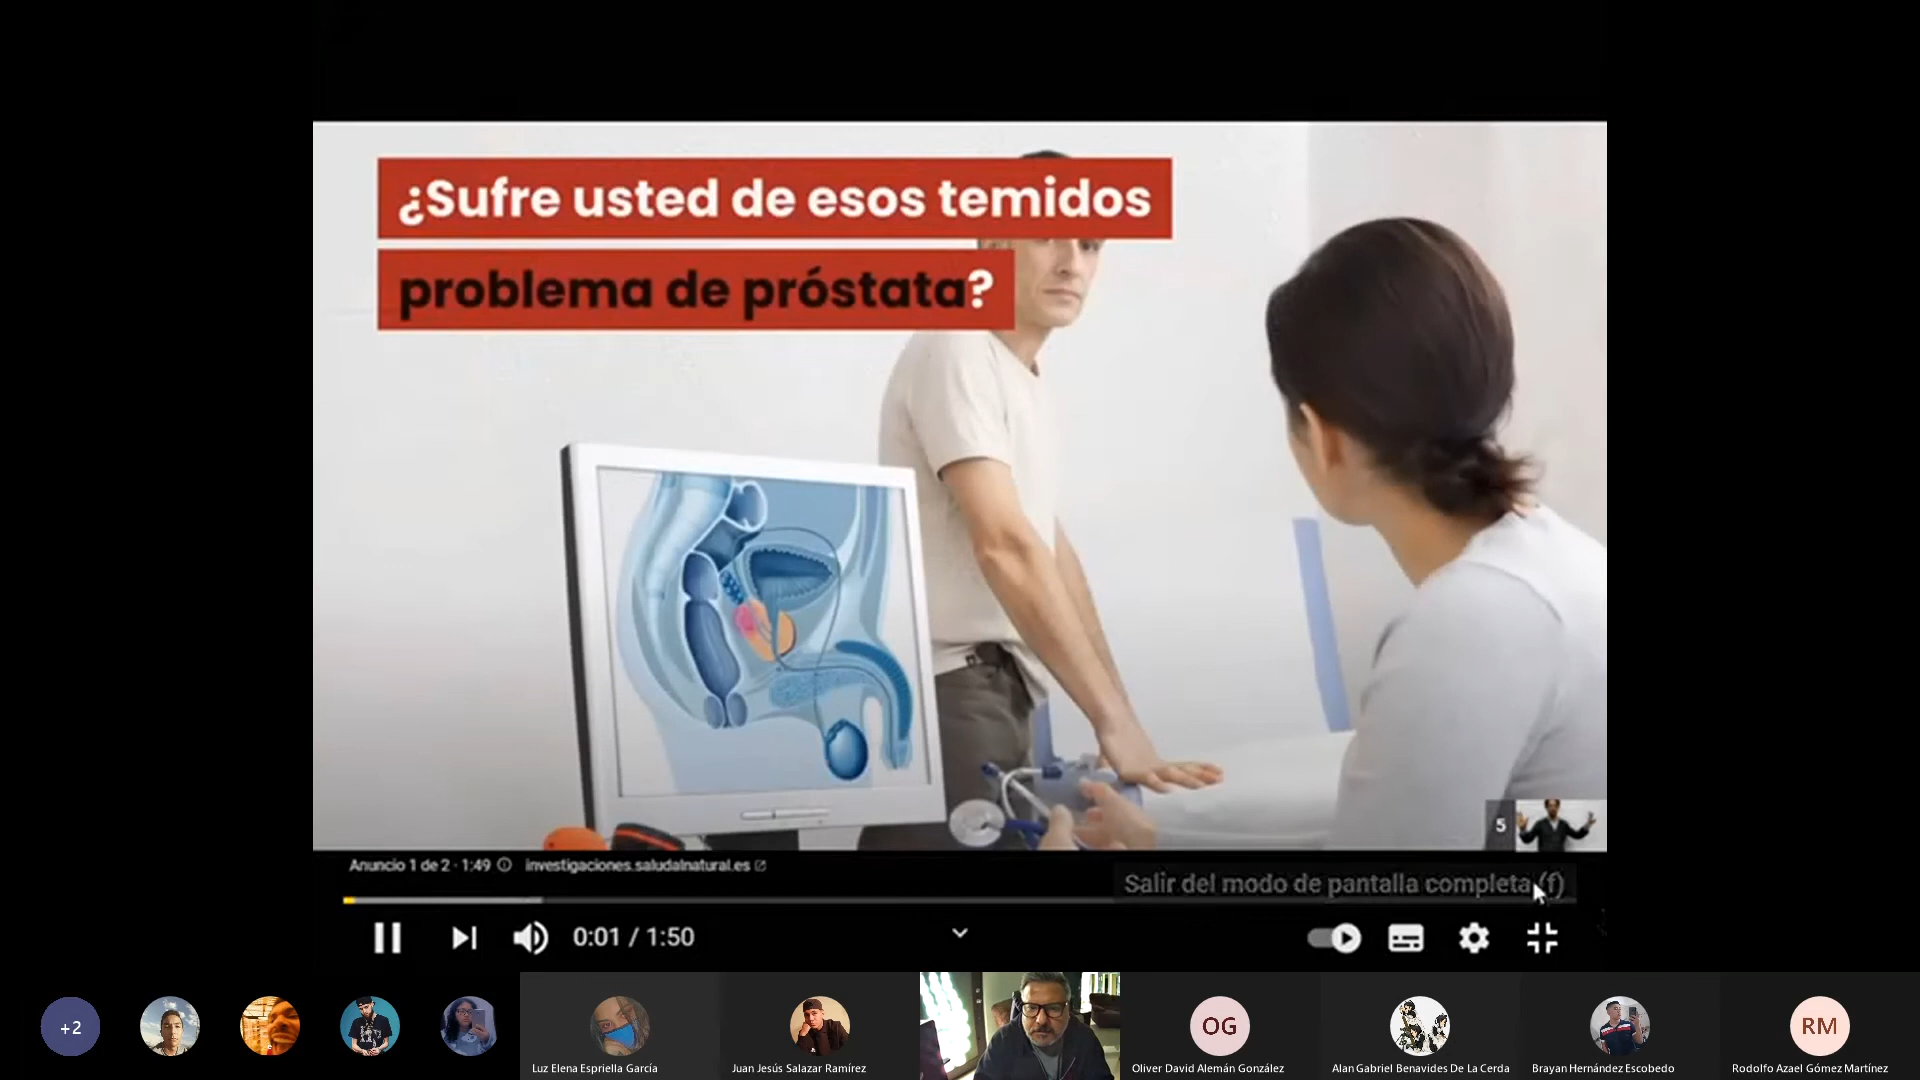 ¿Sufre usted de esos temidos
problema de próstata?
5
Anuncio 1 de 2 · 1:49 investigaciones.saludalnatural.es
Salir del modo de pantalla completa (f)
0:01 / 1:50
+2
Luz Elena Espriella García
Juan Jesús Salazar Ramírez
OG
Oliver David Alemán González
Alan Gabriel Benavides De La Cerda
Brayan Hernández Escobedo
RM
Rodolfo Azael Gómez Martínez